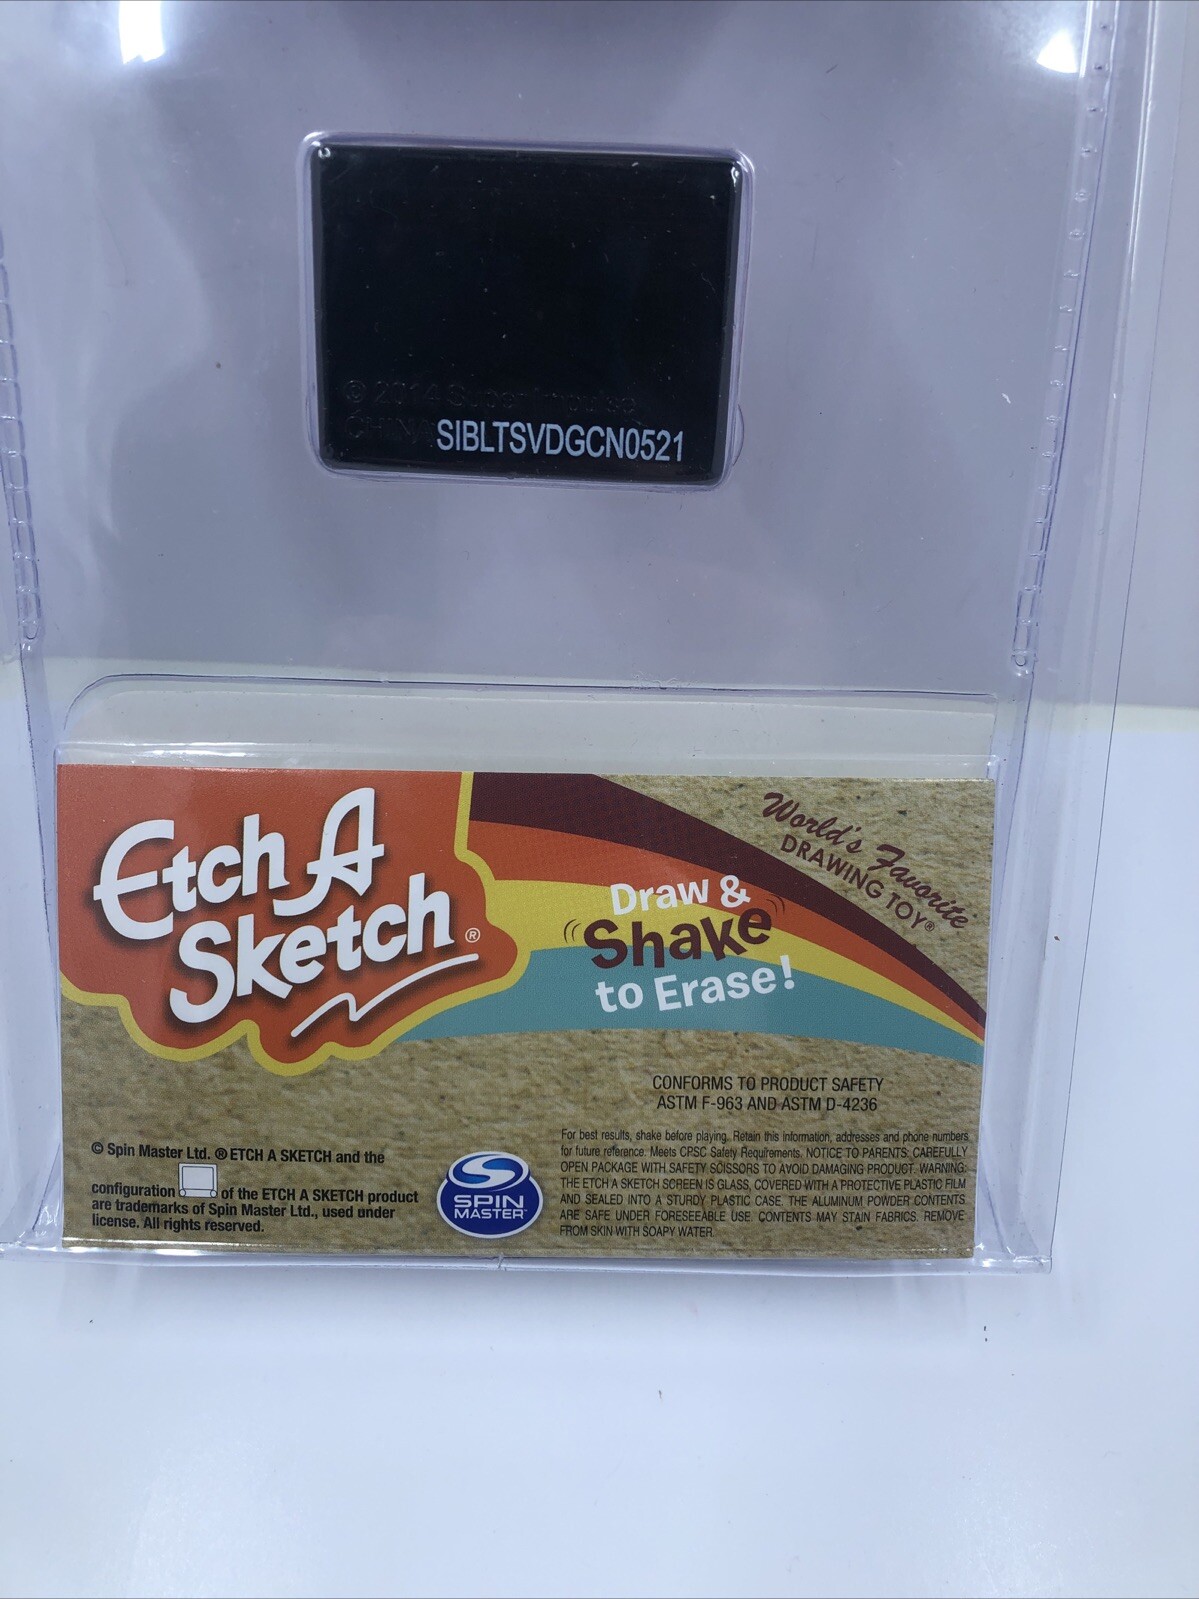 © 2014 Super Impulse
CHINA
SIBLTSVDGCN0521
Etch A
Sketch®
World's Favorite
DRAWING TOY®
Draw &
Shake
to Erase!
CONFORMS TO PRODUCT SAFETY
ASTM F-963 AND ASTM D-4236
© Spin Master Ltd. ® ETCH A SKETCH and the
configuration of the ETCH A SKETCH product
are trademarks of Spin Master Ltd., used under
license. All rights reserved.
SPIN
MASTER
For best results, shake before playing. Retain this information, addresses and phone numbers
for future reference. Meets CPSC Safety Requirements. NOTICE TO PARENTS: CAREFULLY
OPEN PACKAGE WITH SAFETY SCISSORS TO AVOID DAMAGING PRODUCT. WARNING:
THE ETCH A SKETCH SCREEN IS GLASS, COVERED WITH A PROTECTIVE PLASTIC FILM
AND SEALED INTO A STURDY PLASTIC CASE. THE ALUMINUM POWDER CONTENTS
ARE SAFE UNDER FORESEEABLE USE. CONTENTS MAY STAIN FABRICS. REMOVE
FROM SKIN WITH SOAPY WATER.